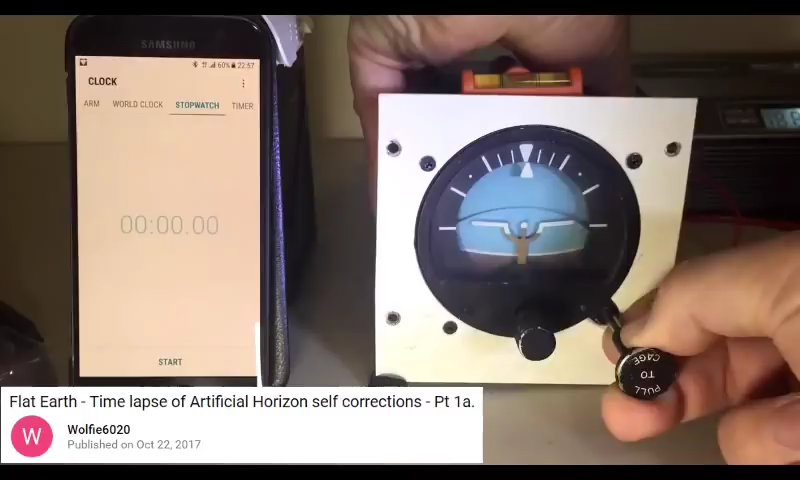 SAMSUNG
60% 22:57
CLOCK
ARM WORLD CLOCK STOPWATCH TIMER
00:00.00
START
PULL
TO
CAGE
Flat Earth - Time lapse of Artificial Horizon self corrections - Pt 1a.
W
Wolfie6020
Published on Oct 22, 2017